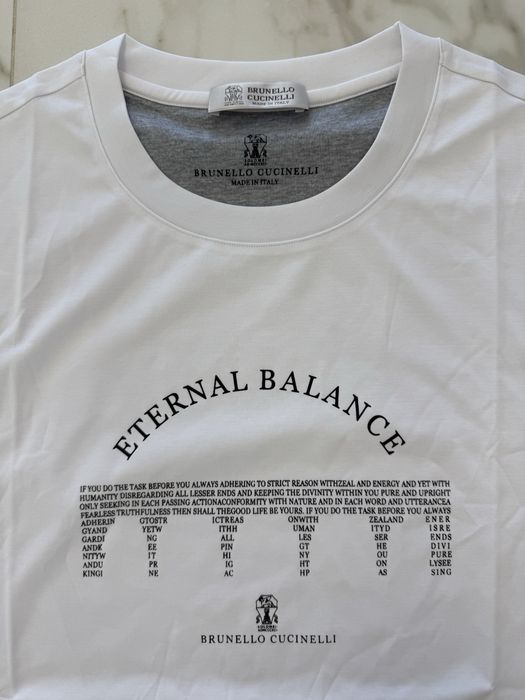 BRUNELLO
CUCINELLI
MADE IN ITALY
SOLOMEO
BRUNELLO CUCINELLI
MADE IN ITALY
ETERNAL BALANCE
IF YOU DO THE TASK BEFORE YOU ALWAYS ADHERING TO STRICT REASON WITHZEAL AND ENERGY AND YET WITH
HUMANITY DISREGARDING ALL LESSER ENDS AND KEEPING THE DIVINITY WITHIN YOU PURE AND UPRIGHT
ONLY SEEKING IN EACH PASSING ACTIONACONFORMITY WITH NATURE AND IN EACH WORD AND UTTERANCEA
FEARLESS TRUTHFULNESS THEN SHALL THEGOOD LIFE BE YOURS. IF YOU DO THE TASK BEFORE YOU ALWAYS
ADHERIN GTOSTR ICTREAS ONWITH ZEALAND ENER
GYAND YETW ITHH UMAN ITYD ISRE
GARDI NG ALL LES SER ENDS
ANDK EE PIN GT HE DIVI
NITYW IT HI NY OU PURE
ANDU PR IG HT ON LYSEE
KINGI NE AC HP AS SING
SOLOMEO
BRUNELLO CUCINELLI